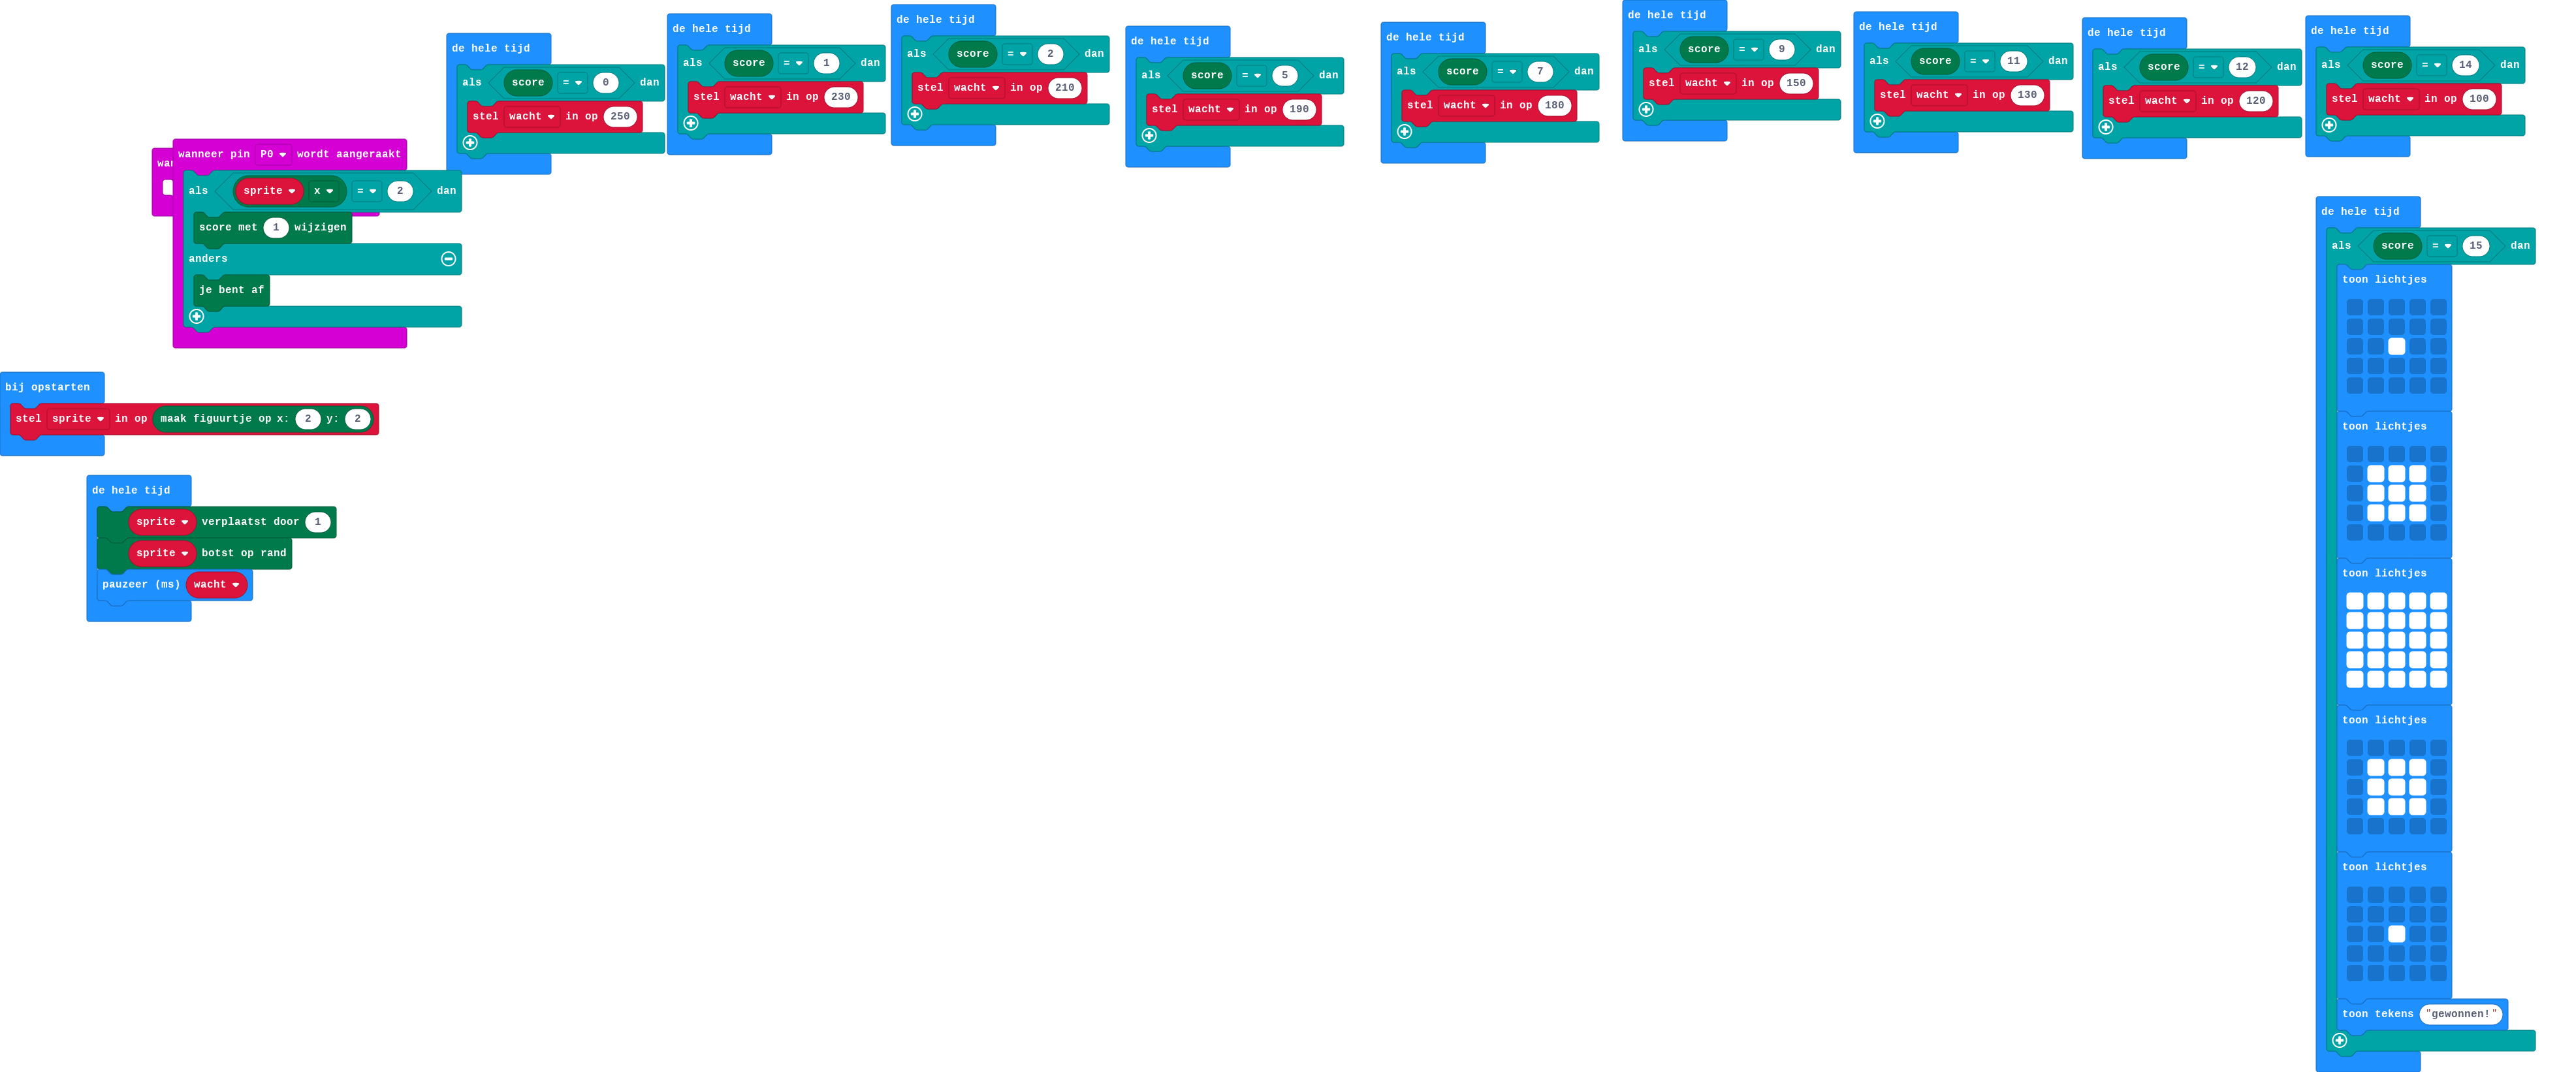 de hele tijd
als score = 0 dan
stel wacht in op 250
de hele tijd
als score = 1 dan
stel wacht in op 230
de hele tijd
als score = 2 dan
stel wacht in op 210
de hele tijd
als score = 5 dan
stel wacht in op 190
de hele tijd
als score = 7 dan
stel wacht in op 180
de hele tijd
als score = 9 dan
stel wacht in op 150
de hele tijd
als score = 11 dan
stel wacht in op 130
de hele tijd
als score = 12 dan
stel wacht in op 120
de hele tijd
als score = 14 dan
stel wacht in op 100
wanneer pin P0 wordt aangeraakt
als sprite x = 2 dan
score met 1 wijzigen
anders
je bent af
bij opstarten
stel sprite in op maak figuurtje op x: 2 y: 2
de hele tijd
sprite verplaatst door 1
sprite botst op rand
pauzeer (ms) wacht
de hele tijd
als score = 15 dan
toon lichtjes
toon lichtjes
toon lichtjes
toon lichtjes
toon lichtjes
toon tekens "gewonnen!"